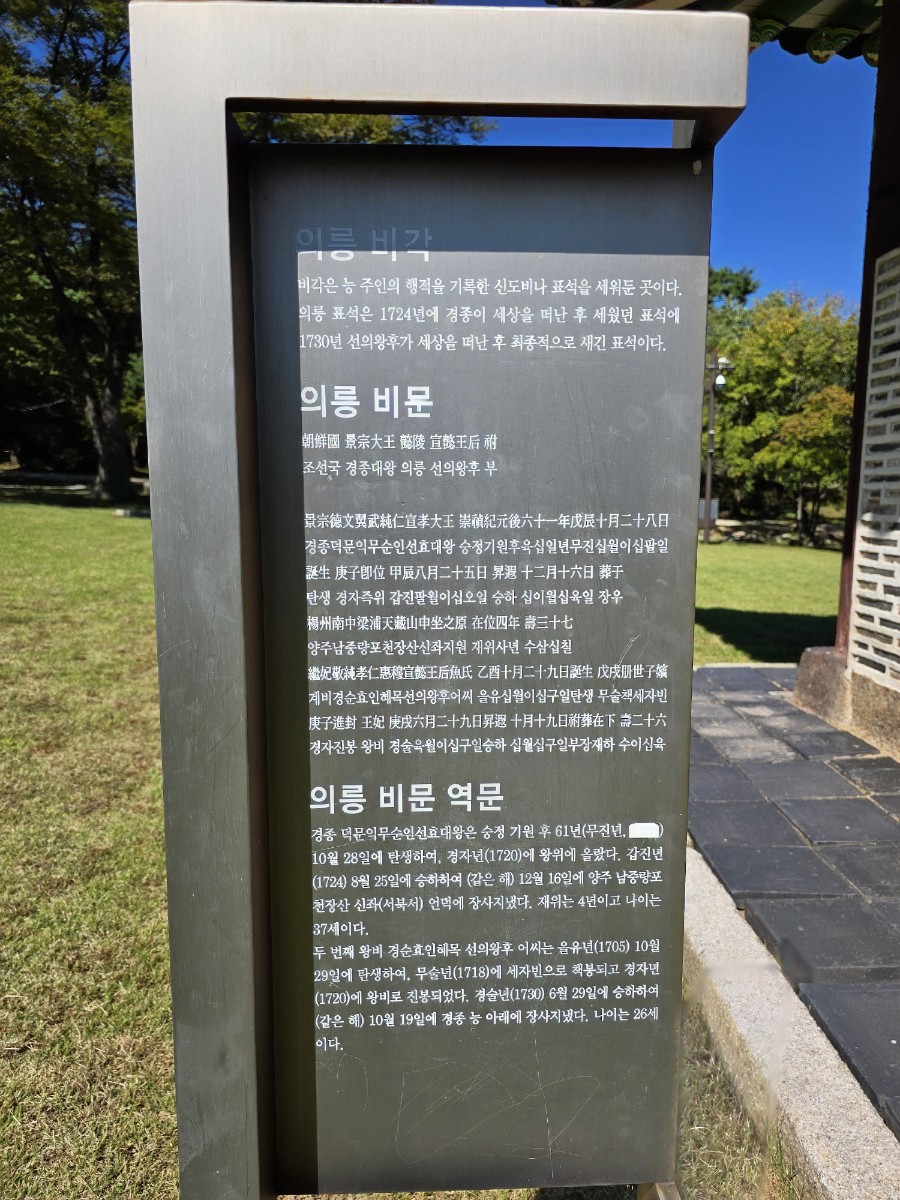 의릉 비각
비각은 능 주인의 행적을 기록한 신도비나 표석을 세워둔 곳이다.
의릉 표석은 1724년에 경종이 세상을 떠난 후 세웠던 표석에
1730년 선의왕후가 세상을 떠난 후 최종적으로 새긴 표석이다.
의릉 비문
朝鮮國 景宗大王 懿陵 宣懿王后 祔
조선국 경종대왕 의릉 선의왕후 부
景宗德文翼武純仁宣孝大王 崇禎紀元後六十一年戊辰十月二十八日
경종덕문익무순인선효대왕 숭정기원후육십일년무진십월이십팔일
誕生 庚子卽位 甲辰八月二十五日 昇遐 十二月十六日 葬于
탄생 경자즉위 갑진팔월이십오일 승하 십이월십육일 장우
楊州南中梁浦天藏山申坐之原 在位四年 壽三十七
양주남중량포천장산신좌지원 재위사년 수삼십칠
繼妃敬純孝仁惠穆宣懿王后魚氏 乙酉十月二十九日誕生 戊戌册世子嬪
계비경순효인혜목선의왕후어씨 을유십월이십구일탄생 무술책세자빈
庚子進封 王妃 庚戌六月二十九日昇遐 十月十九日祔葬在下 壽二十六
경자진봉 왕비 경술육월이십구일승하 십월십구일부장재하 수이십육
의릉 비문 역문
경종 덕문익무순인선효대왕은 숭정 기원 후 61년(무진년, )
10월 28일에 탄생하여, 경자년(1720)에 왕위에 올랐다. 갑진년
(1724) 8월 25일에 승하하여 (같은 해) 12월 16일에 양주 남중량포
천장산 신좌(서북서) 언덕에 장사지냈다. 재위는 4년이고 나이는
37세이다.
두 번째 왕비 경순효인혜목 선의왕후 어씨는 을유년(1705) 10월
29일에 탄생하여, 무술년(1718)에 세자빈으로 책봉되고 경자년
(1720)에 왕비로 진봉되었다. 경술년(1730) 6월 29일에 승하하여
(같은 해) 10월 19일에 경종 능 아래에 장사지냈다. 나이는 26세
이다.